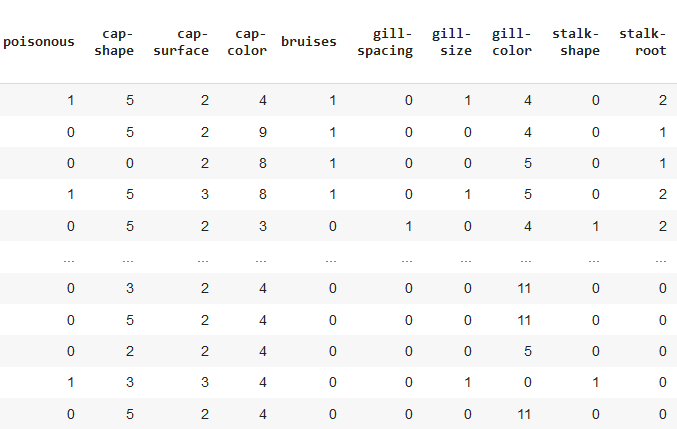 poisonous cap-shape cap-surface cap-color bruises gill-spacing gill-size gill-color stalk-shape stalk-root
1 5 2 4 1 0 1 4 0 2
0 5 2 9 1 0 0 4 0 1
0 0 2 8 1 0 0 5 0 1
1 5 3 8 1 0 1 5 0 2
0 5 2 3 0 1 0 4 1 2
... ... ... ... ... ... ... ... ... ...
0 3 2 4 0 0 0 11 0 0
0 5 2 4 0 0 0 11 0 0
0 2 2 4 0 0 0 5 0 0
1 3 3 4 0 0 1 0 1 0
0 5 2 4 0 0 0 11 0 0